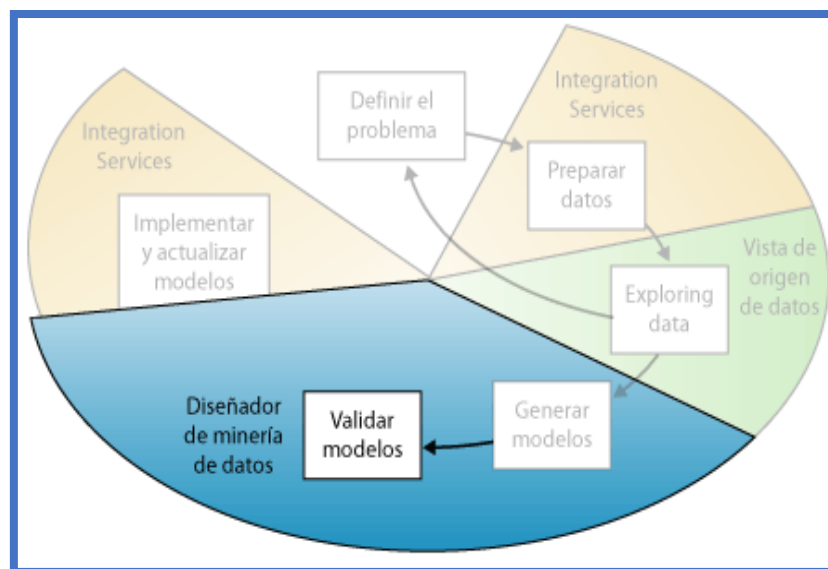 Definir el
problema
Integration
Services
Preparar
datos
Vista de
origen
de datos
Exploring
data
Generar
modelos
Validar
modelos
Diseñador
de minería
de datos
Integration
Services
Implementar
y actualizar
modelos